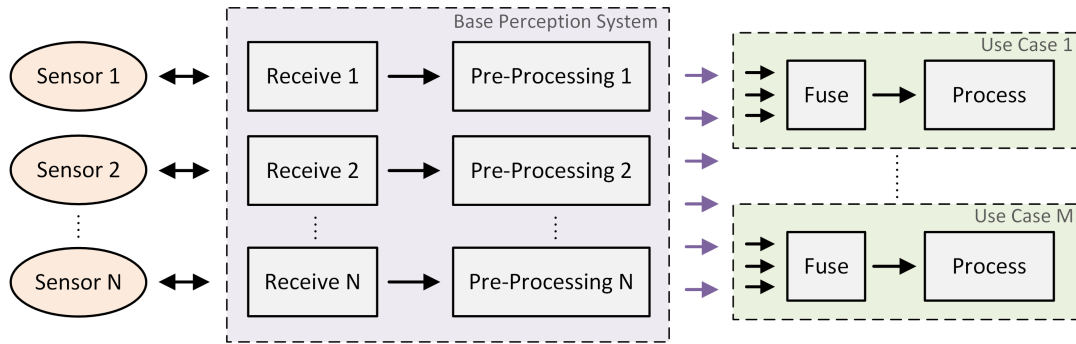 Base Perception System
Sensor 1
Receive 1
Pre-Processing 1
Sensor 2
Receive 2
Pre-Processing 2
Sensor N
Receive N
Pre-Processing N
Use Case 1
Fuse
Process
Use Case M
Fuse
Process